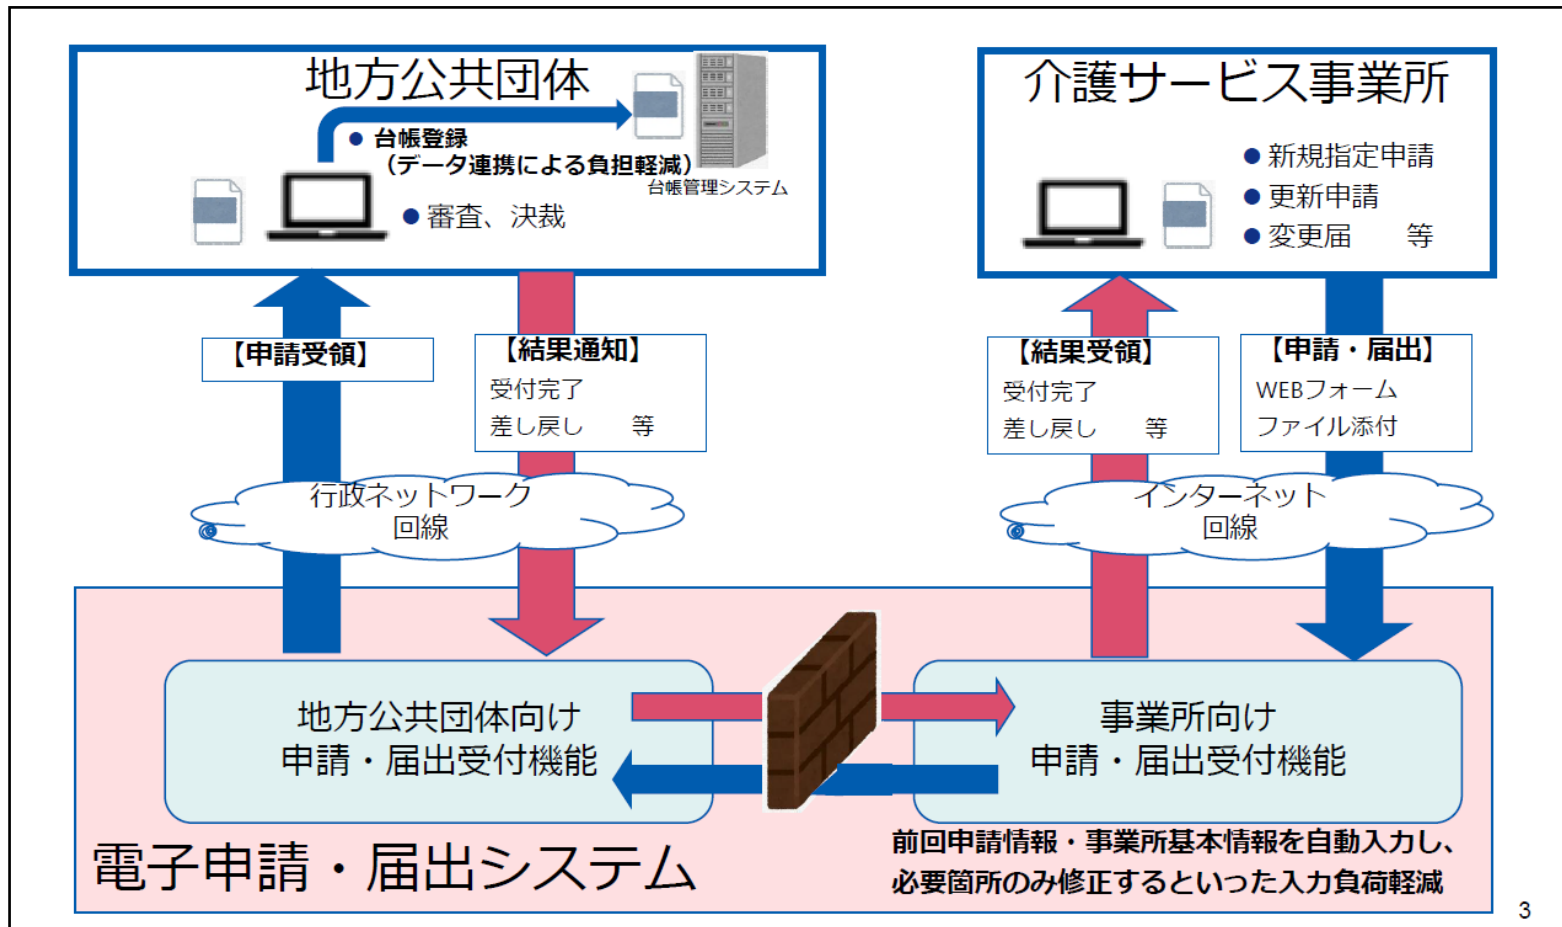 地方公共団体
● 台帳登録
（データ連携による負担軽減）
台帳管理システム
● 審査、決裁
介護サービス事業所
● 新規指定申請
● 更新申請
● 変更届　　等
【申請受領】
【結果通知】
受付完了
差し戻し　　等
【結果受領】
受付完了
差し戻し　　等
【申請・届出】
WEBフォーム
ファイル添付
行政ネットワーク
回線
インターネット
回線
地方公共団体向け
申請・届出受付機能
事業所向け
申請・届出受付機能
電子申請・届出システム
前回申請情報・事業所基本情報を自動入力し、
必要箇所のみ修正するといった入力負荷軽減
3